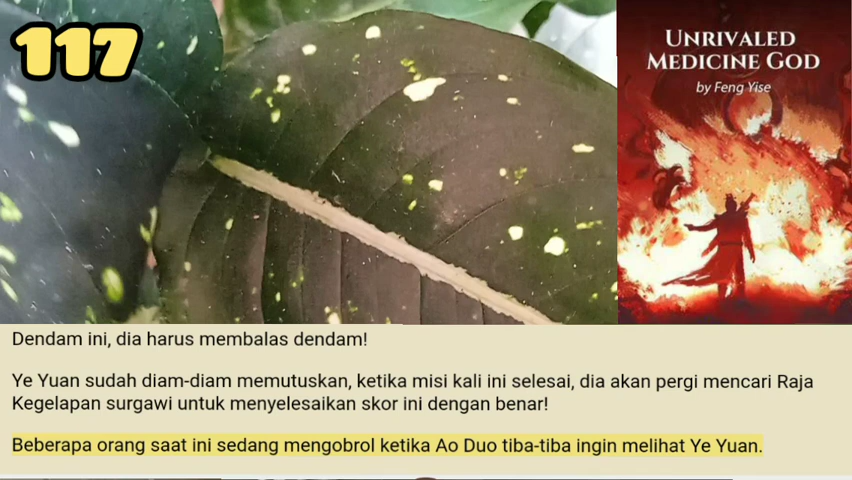 117
UNRIVALED
MEDICINE GOD
by Feng Yise
Dendam ini, dia harus membalas dendam!
Ye Yuan sudah diam-diam memutuskan, ketika misi kali ini selesai, dia akan pergi mencari Raja
Kegelapan surgawi untuk menyelesaikan skor ini dengan benar!
Beberapa orang saat ini sedang mengobrol ketika Ao Duo tiba-tiba ingin melihat Ye Yuan.